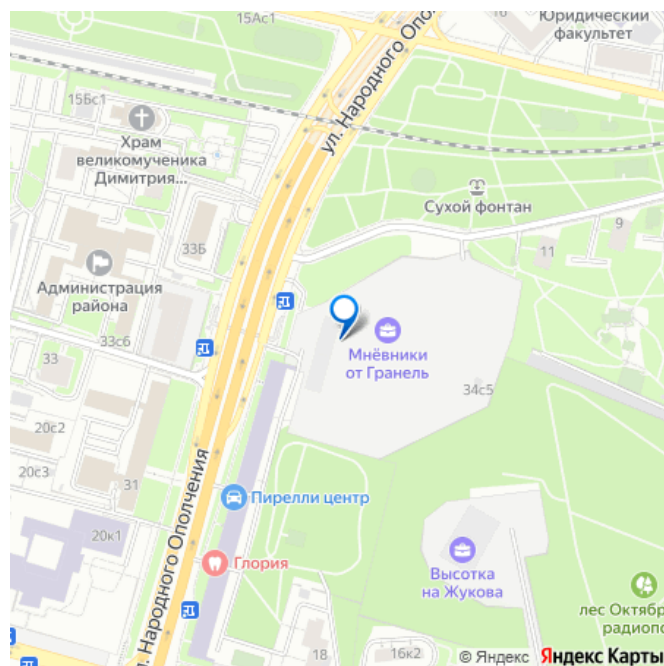 15Ас1
16
Юридический
факультет
ул. Народного Опол
15Бс1
Храм
великомученика
Димитрия...
Сухой фонтан
9
11
33Б
Администрация
района
Мнёвники
от Гранель
33с6
33
34с5
20с2
20с3
31
Пирелли центр
20к1
Глория
Высотка
на Жукова
л. Народного Ополчения
лес Октябр
радиопо
18
16к2
© Яндекс Яндекс Карты